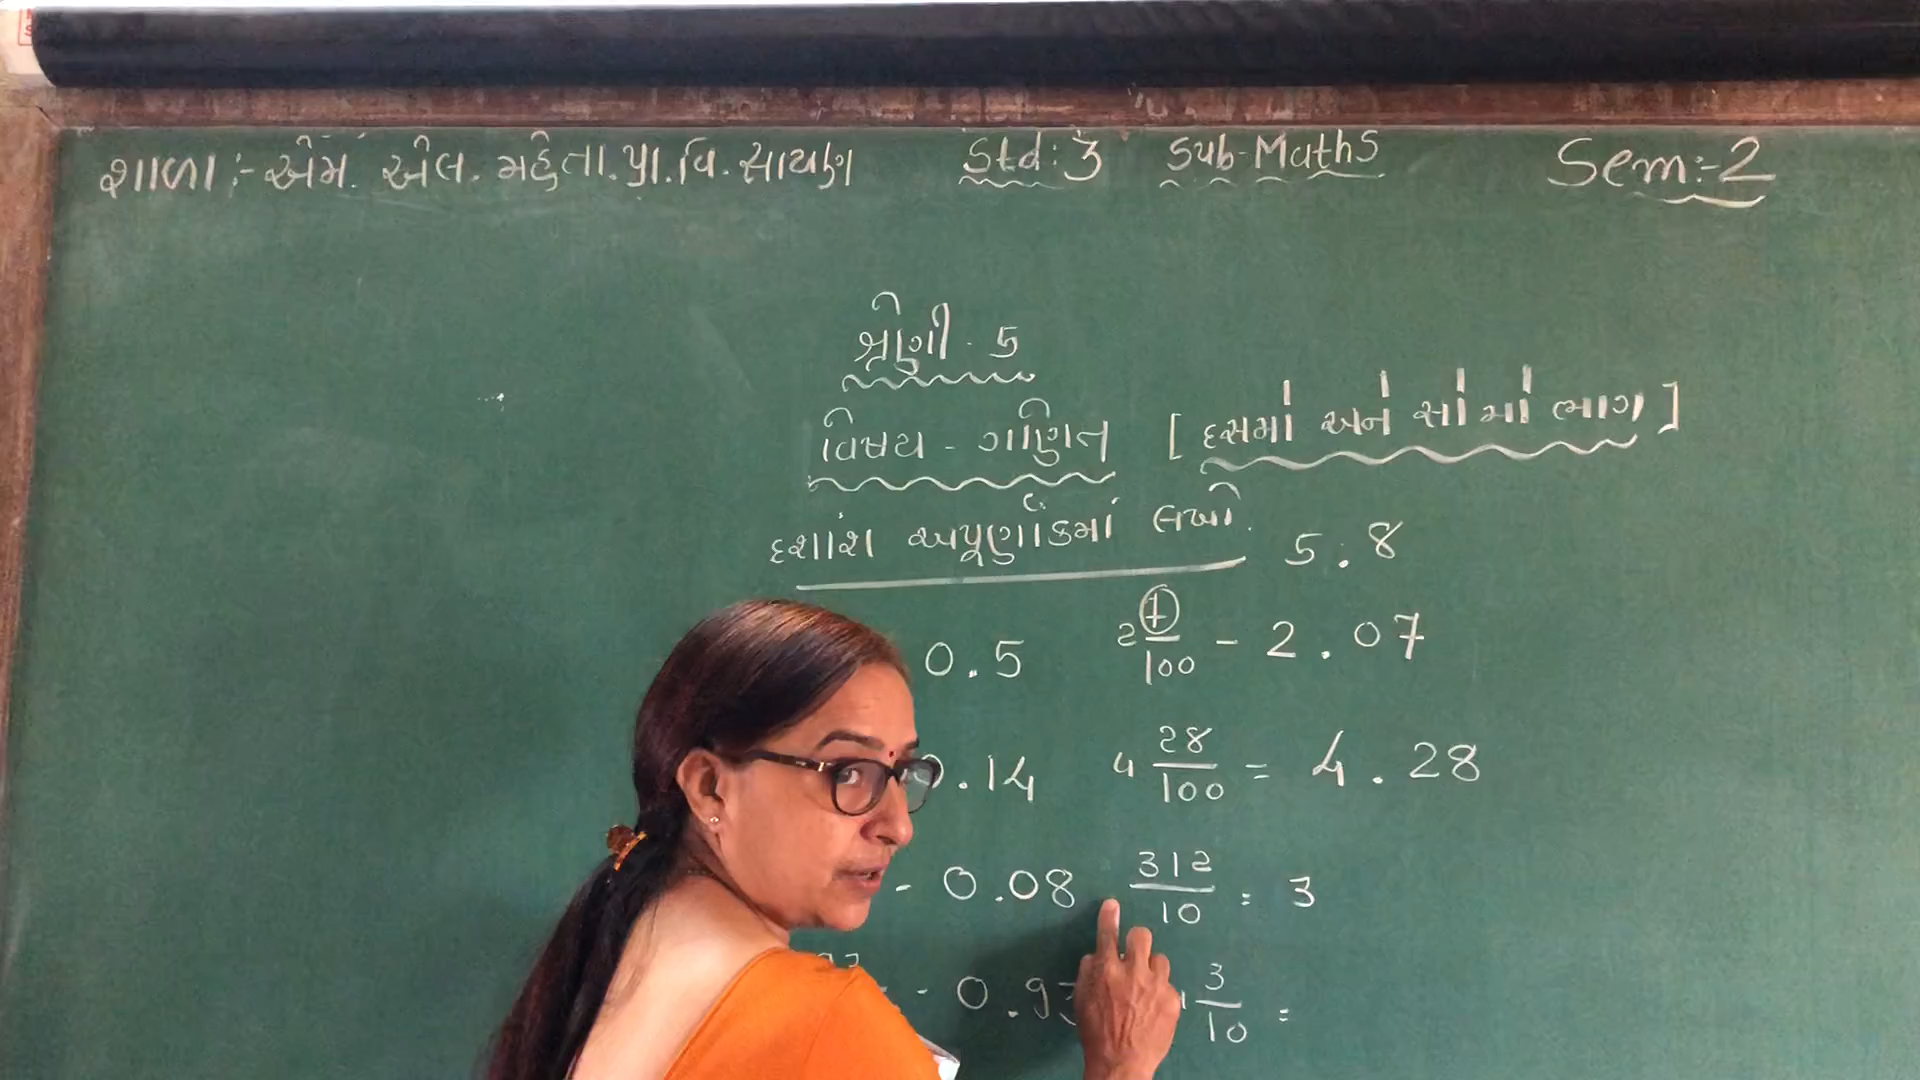 શાળા :- એમ. એલ. મહેતા. પ્રા. વિ. સાયણ Std : 3 Sub-Maths Sem :- 2
શ્રેણી - 5
વિષય - ગણિત [ દસમાં અને સોમાં ભાગ ]
દશાંશ અપૂર્ણાંકમાં લખો.
5.8
0.5 2 7/100 - 2.07
0.14 4 28/100 = 4.28
- 0.08 312/10 = 3
- 0.93 3/10 =